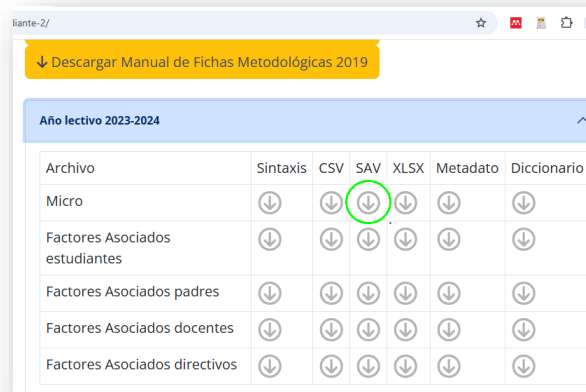 liante-2/
Descargar Manual de Fichas Metodológicas 2019
Año lectivo 2023-2024
Archivo Sintaxis CSV SAV XLSX Metadato Diccionario
Micro
Factores Asociados
estudiantes
Factores Asociados padres
Factores Asociados docentes
Factores Asociados directivos